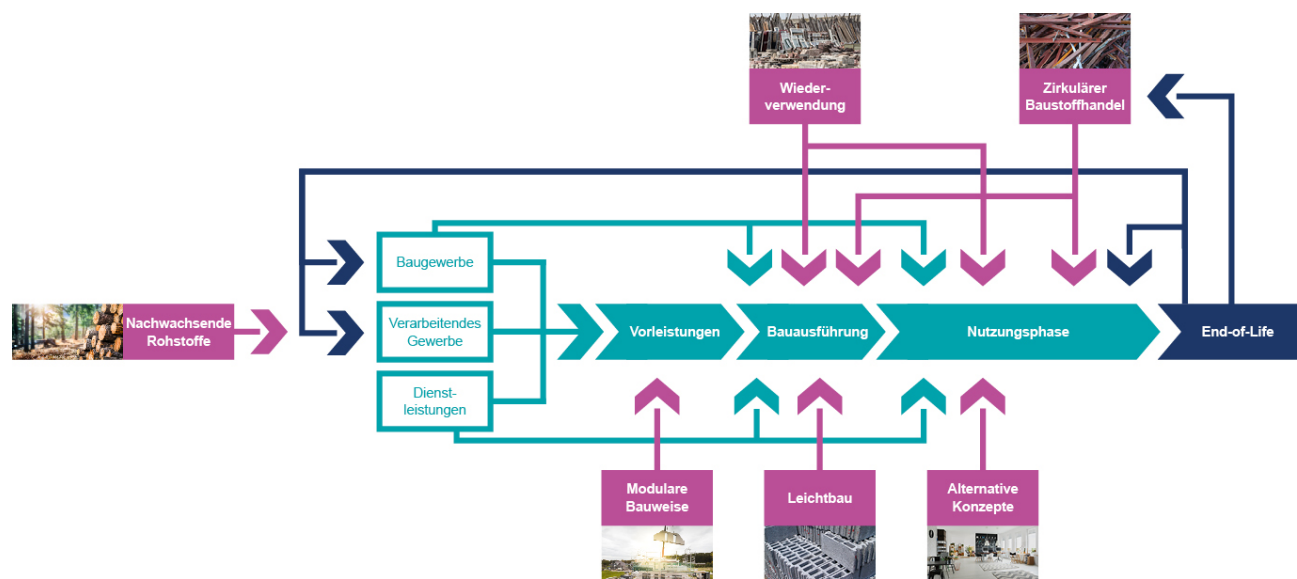 Wieder-
verwendung
Zirkulärer
Baustoffhandel
Baugewerbe
Nachwachsende
Rohstoffe
Verarbeitendes
Gewerbe
Vorleistungen
Bauausführung
Nutzungsphase
End-of-Life
Dienst-
leistungen
Modulare
Bauweise
Leichtbau
Alternative
Konzepte